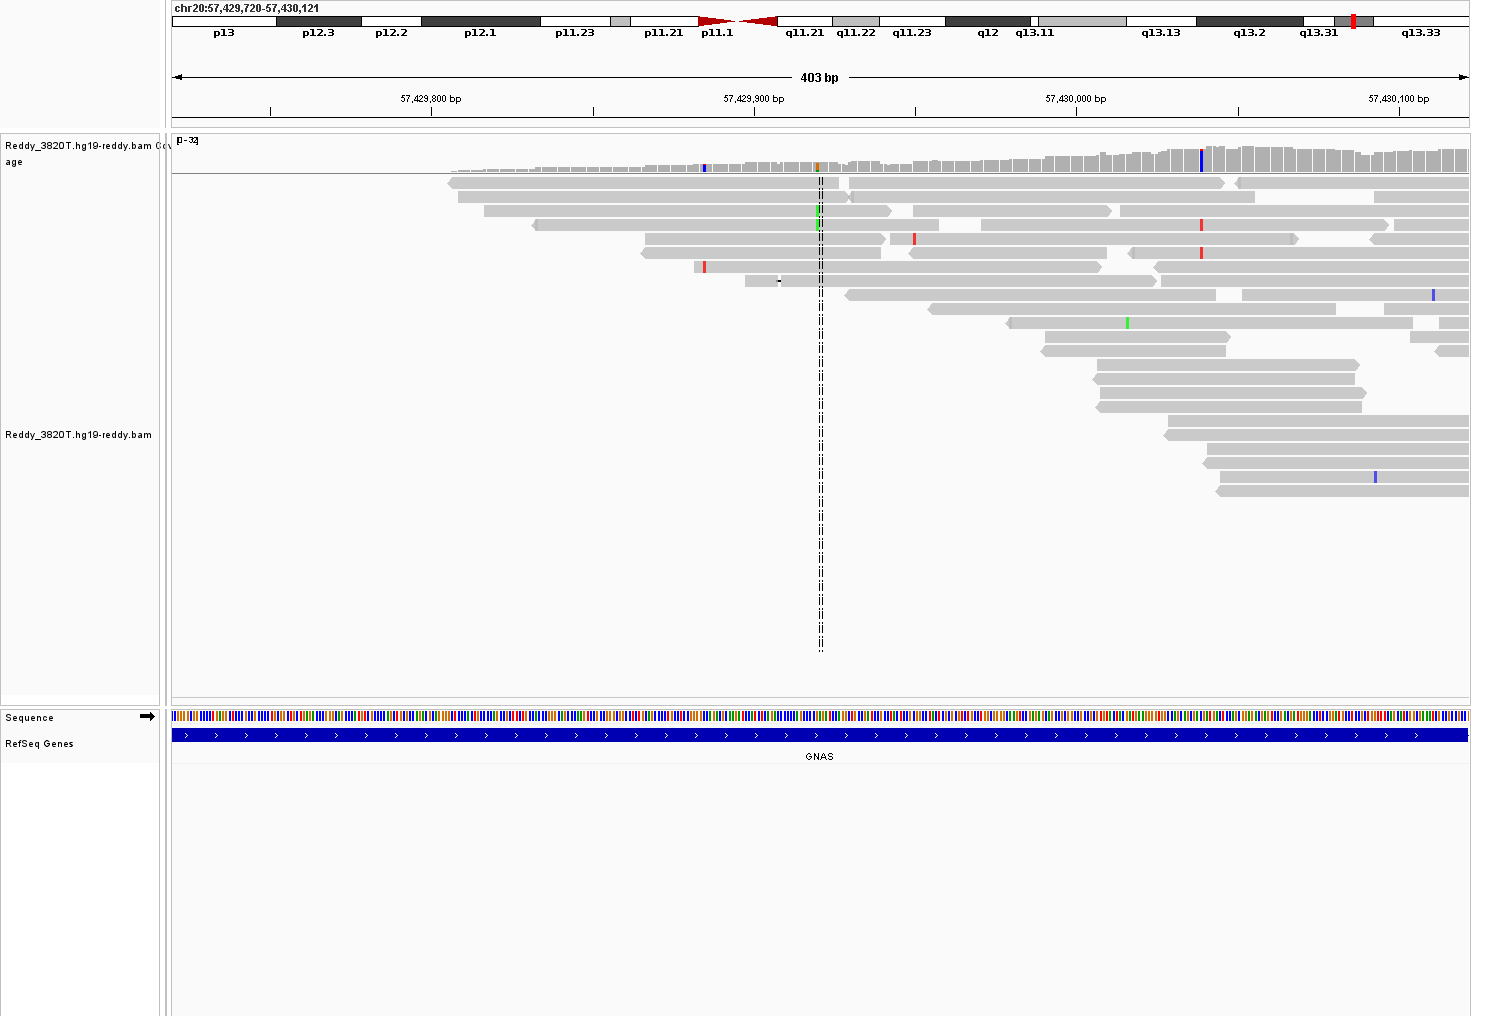 chr20:57,429,720-57,430,121
p13 p12.3 p12.2 p12.1 p11.23 p11.21 p11.1 q11.21 q11.22 q11.23 q12 q13.11 q13.13 q13.2 q13.31 q13.33
403 bp
57,429,800 bp 57,429,900 bp 57,430,000 bp 57,430,100 bp
[0 - 32]
Reddy_3820T.hg19-reddy.bam Cov
age
Reddy_3820T.hg19-reddy.bam
Sequence
RefSeq Genes
GNAS